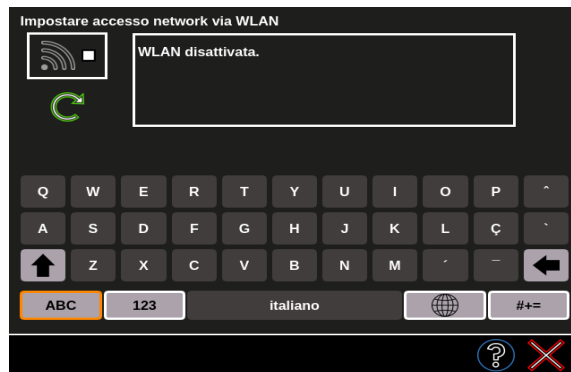 Impostare accesso network via WLAN
WLAN disattivata.
Q W E R T Y U I O P ^
A S D F G H J K L Ç `
Z X C V B N M ´ ¯
ABC 123 italiano #+=
?